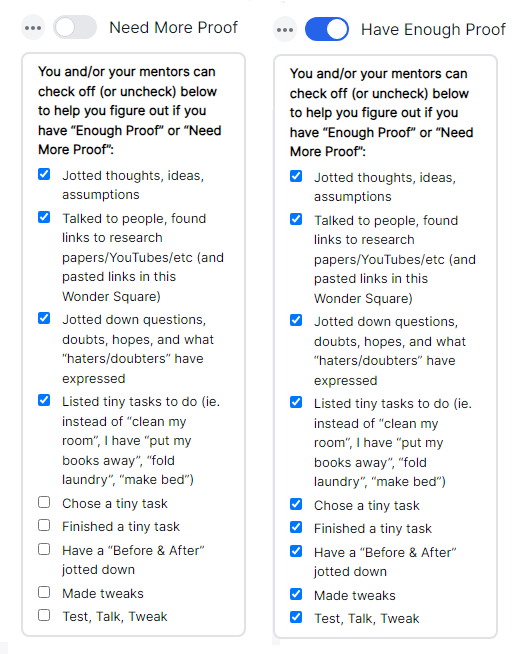 Need More Proof
You and/or your mentors can
check off (or uncheck) below
to help you figure out if you
have “Enough Proof” or “Need
More Proof”:
Jotted thoughts, ideas,
assumptions
Talked to people, found
links to research
papers/YouTubes/etc (and
pasted links in this
Wonder Square)
Jotted down questions,
doubts, hopes, and what
“haters/doubters” have
expressed
Listed tiny tasks to do (ie.
instead of “clean my
room”, I have “put my
books away”, “fold
laundry”, “make bed”)
Chose a tiny task
Finished a tiny task
Have a “Before & After”
jotted down
Made tweaks
Test, Talk, Tweak
Have Enough Proof
You and/or your mentors can
check off (or uncheck) below
to help you figure out if you
have “Enough Proof” or “Need
More Proof”:
Jotted thoughts, ideas,
assumptions
Talked to people, found
links to research
papers/YouTubes/etc (and
pasted links in this
Wonder Square)
Jotted down questions,
doubts, hopes, and what
“haters/doubters” have
expressed
Listed tiny tasks to do (ie.
instead of “clean my
room”, I have “put my
books away”, “fold
laundry”, “make bed”)
Chose a tiny task
Finished a tiny task
Have a “Before & After”
jotted down
Made tweaks
Test, Talk, Tweak